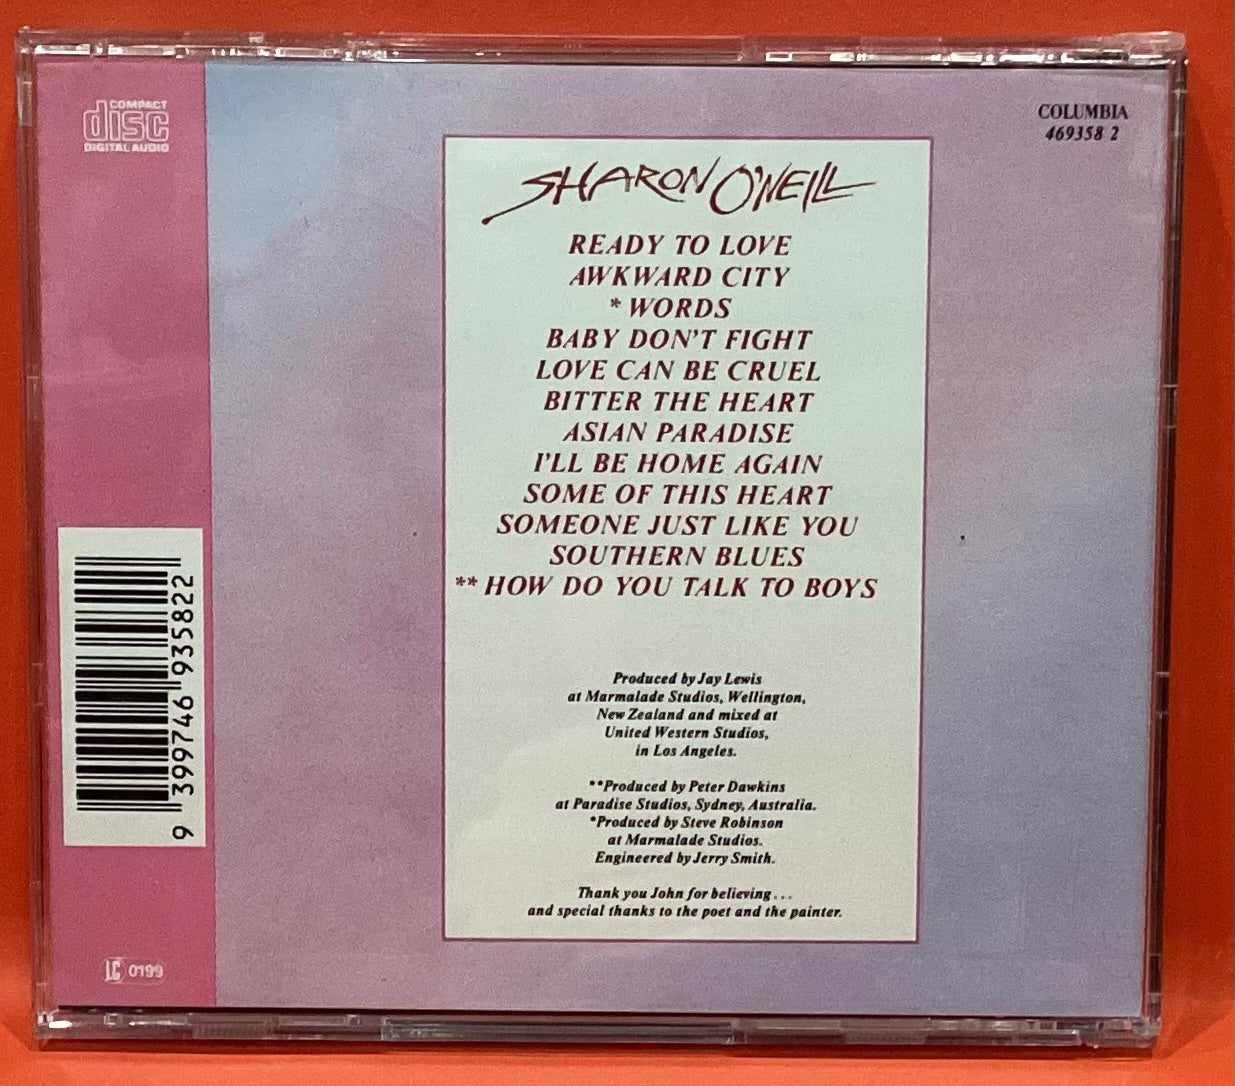 COMPACT
disc
DIGITAL AUDIO
COLUMBIA
469358 2
SHARON O'NEILL
READY TO LOVE
AWKWARD CITY
* WORDS
BABY DON'T FIGHT
LOVE CAN BE CRUEL
BITTER THE HEART
ASIAN PARADISE
I'LL BE HOME AGAIN
SOME OF THIS HEART
SOMEONE JUST LIKE YOU
SOUTHERN BLUES
** HOW DO YOU TALK TO BOYS
Produced by Jay Lewis
at Marmalade Studios, Wellington,
New Zealand and mixed at
United Western Studios,
in Los Angeles.
**Produced by Peter Dawkins
at Paradise Studios, Sydney, Australia.
*Produced by Steve Robinson
at Marmalade Studios.
Engineered by Jerry Smith.
Thank you John for believing...
and special thanks to the poet and the painter.
9 399746 935822
LC 0199